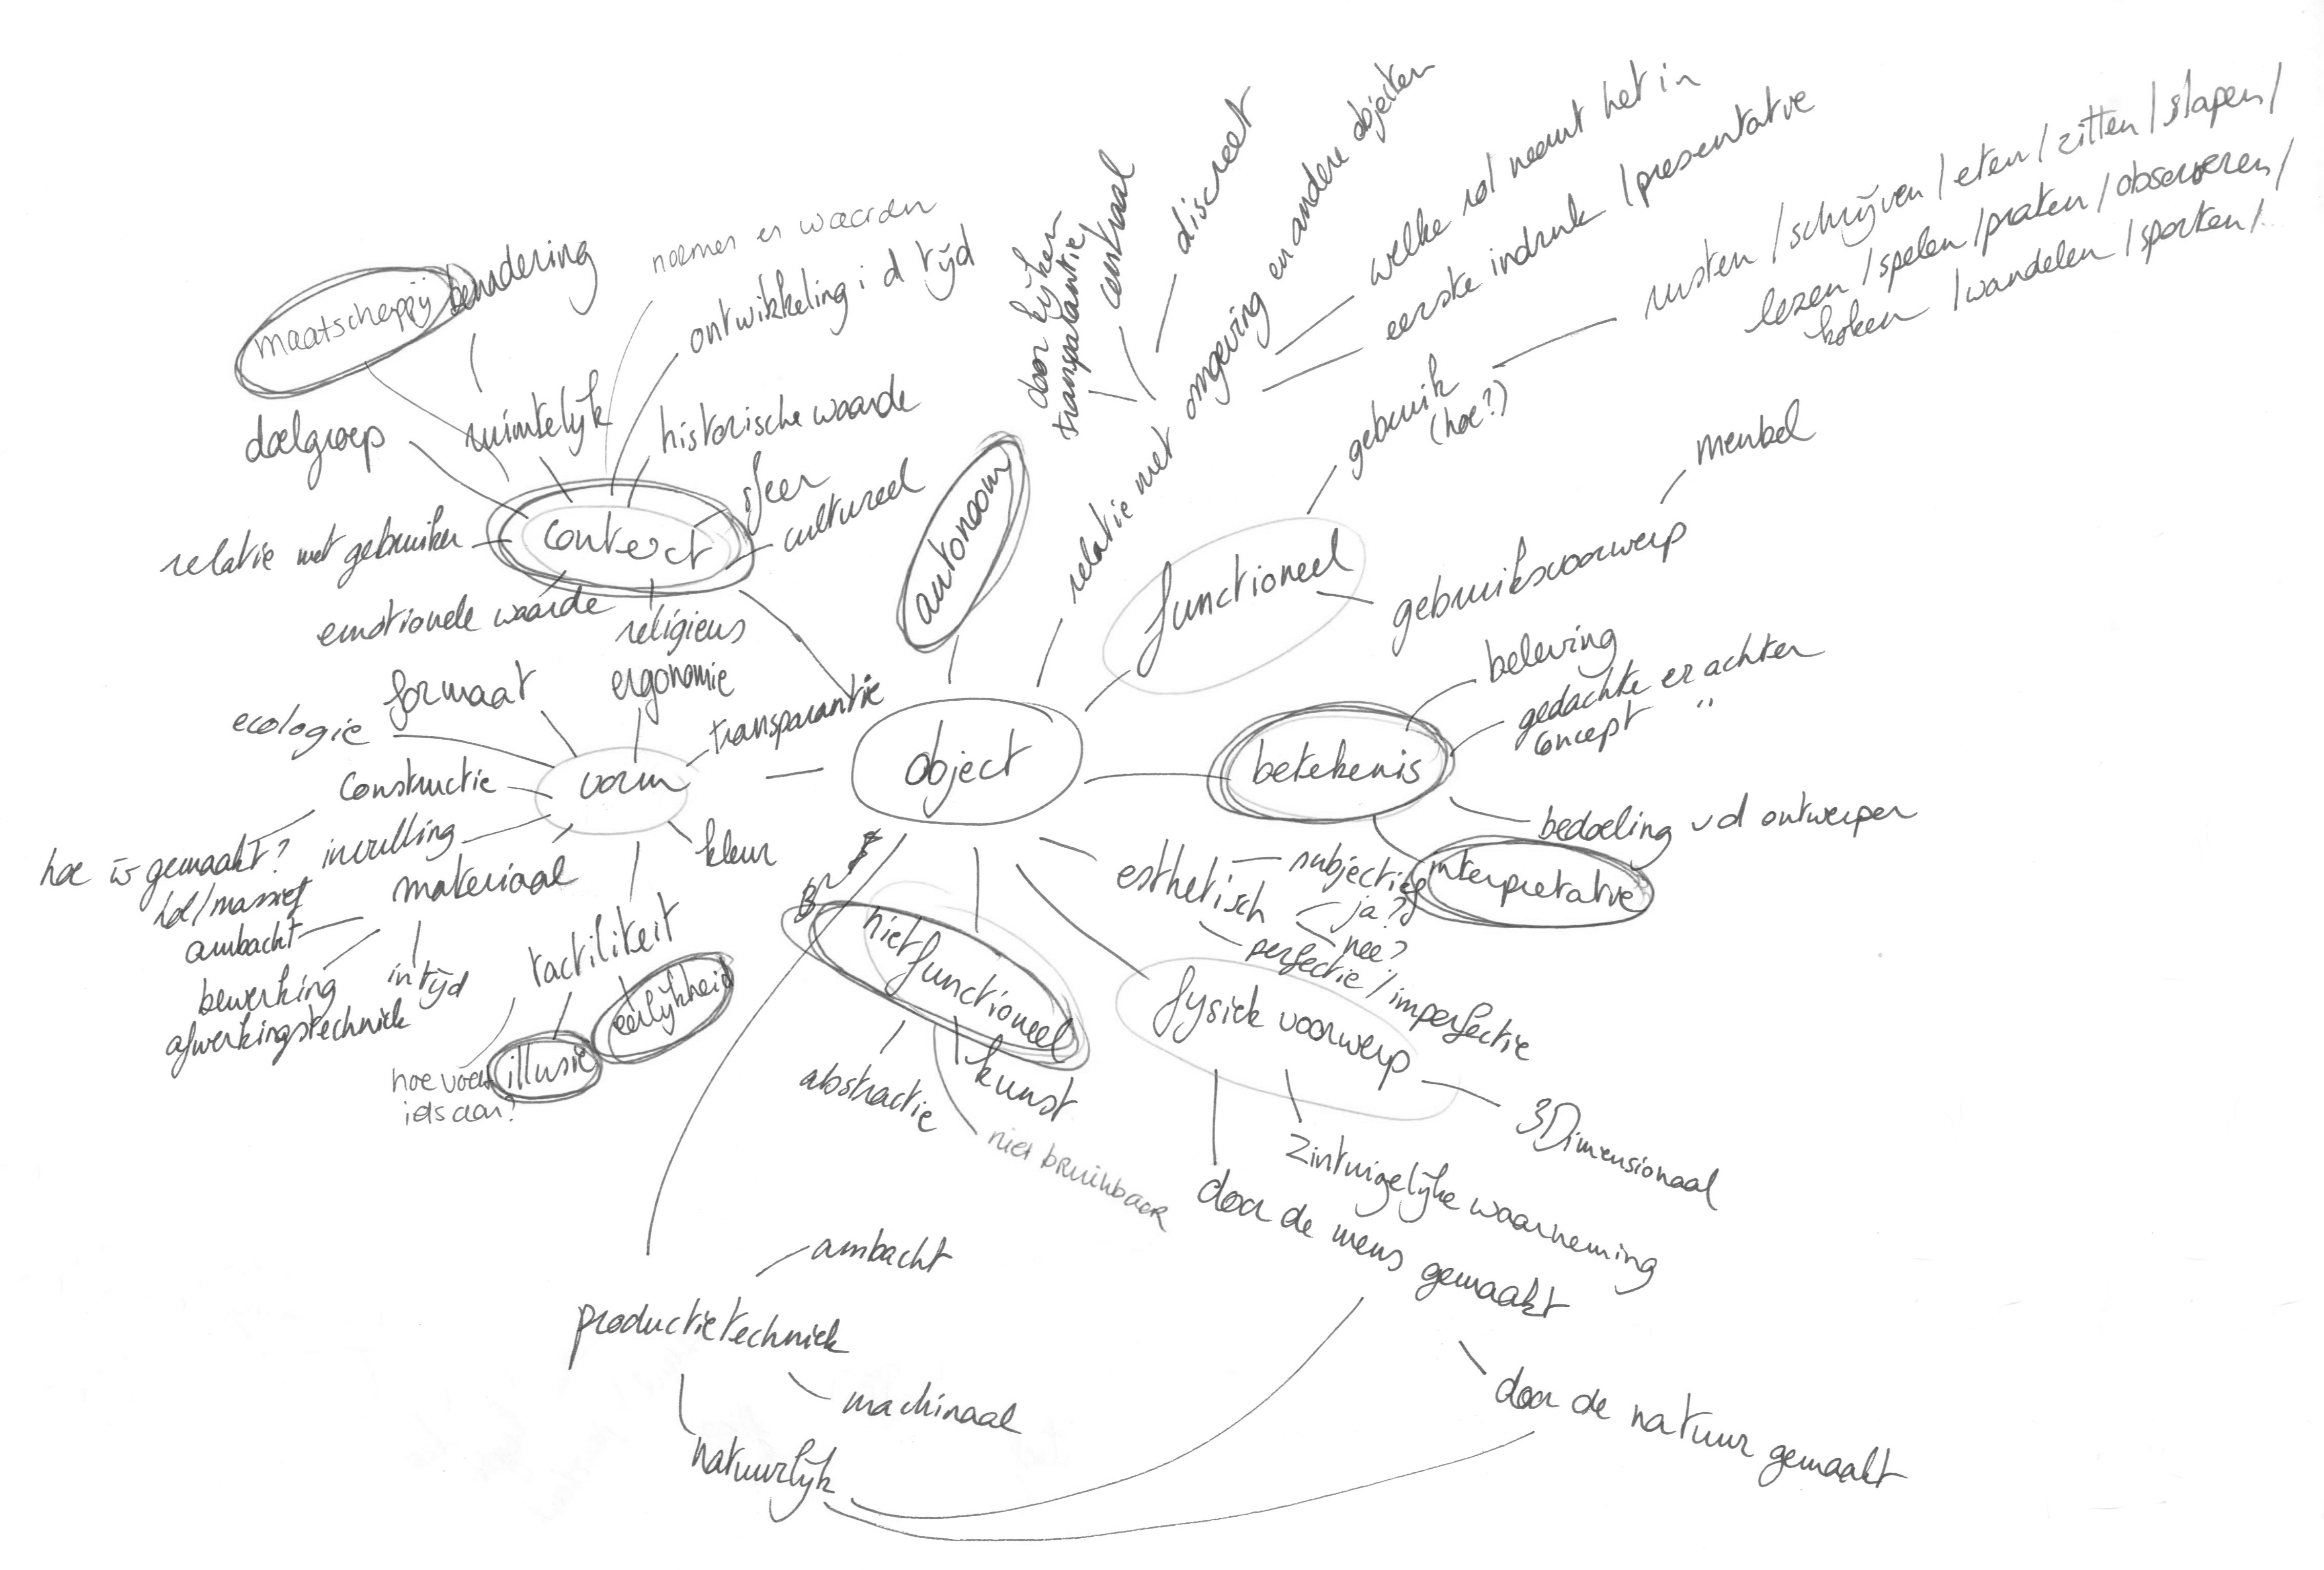 maatschappij
benadering
noemen en waarden
ontwikkeling i d tijd
doelgroep
ruimtelijk
historische waarde
sfeer
cultureel
context
relatie met gebruiker
emotionele waarde
religieus
autonoom
door kijken
transparantie
centraal
discreet
relatie met omgeving en andere objecten
welke rol neemt het in
eerste indruk / presentatie
gebruik
(hoe?)
rusten / schrijven / eten / zitten / slapen /
lezen / spelen / praten / observeren /
koken / wandelen / sporten /
functioneel
meubel
gebruiksvoorwerp
formaat
ergonomie
transparantie
ecologie
constructie
vorm
object
invulling
hoe is gemaakt?
hol/massief
materiaal
kleur
ambacht
bewerking
afwerkingstechniek
in tijd
tactiliteit
eerlijkheid
illusie
hoe voelt
iets aan?
betekenis
beleving
gedachte er achter
concept "
bedoeling vd ontwerper
interpretatie
esthetisch
subjectief
ja?
nee?
perfectie / imperfectie
niet
functioneel
abstractie
kunst
niet bruikbaar
fysiek voorwerp
3Dimensionaal
zintuigelijke waarneming
door de mens gemaakt
door de natuur gemaakt
ambacht
productietechniek
machinaal
natuurlijk